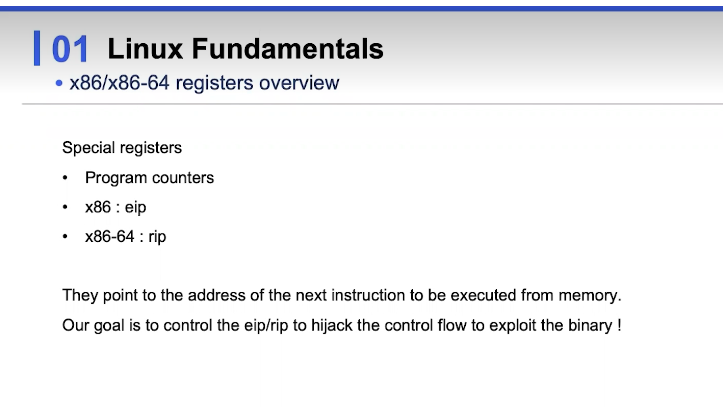 01 Linux Fundamentals
• x86/x86-64 registers overview
Special registers
• Program counters
• x86 : eip
• x86-64 : rip
They point to the address of the next instruction to be executed from memory.
Our goal is to control the eip/rip to hijack the control flow to exploit the binary !